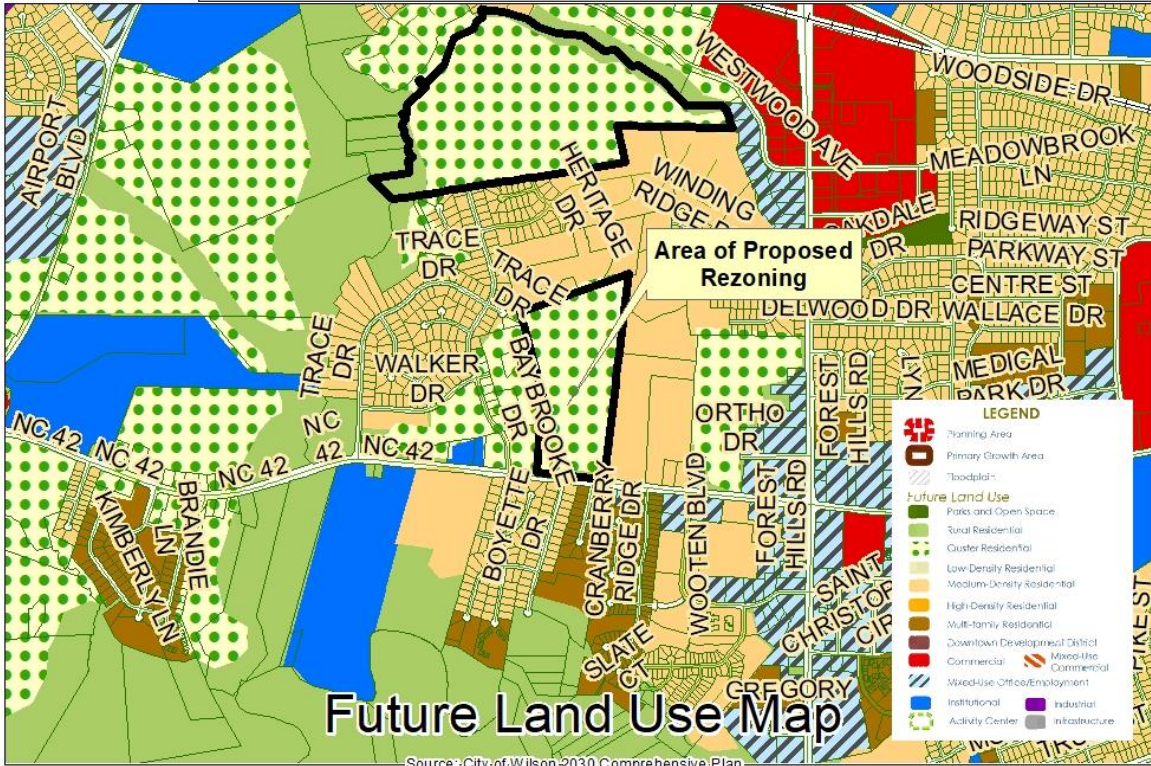 WESTWOOD AVE
WOODSIDE DR
AIRPORT
BLVD
MEADOWBROOK
LN
HERITAGE
DR
WINDING
RIDGE
OAKDALE
DR
RIDGEWAY ST
PARKWAY ST
TRACE
DR
TRACE
DR
Area of Proposed
Rezoning
CENTRE ST
DELWOOD DR
WALLACE DR
TRACE
DR
WALKER
DR
BAYBROOKE
DR
MEDICAL
PARK DR
FOREST
HILLS RD
ORTHO
DR
NC 42
NC 42
NC 42
NC
42
NC 42
KIMBERLY LN
BRANDIE
LN
BOYETTE
DR
CRANBERRY
RIDGE DR
WOOTEN BLVD
FOREST
HILLS RD
SAINT
CIR
SLATE
CT
GREGORY
LEGEND
Planning Area
Primary Growth Area
Floodplain
Future Land Use
Parks and Open Space
Rural Residential
Cluster Residential
Low-Density Residential
Medium-Density Residential
High-Density Residential
Multi-family Residential
Downtown Development District
Commercial
Mixed-Use
Commercial
Mixed-Use Office/Employment
Institutional
Industrial
Activity Center
Infrastructure
Future Land Use Map
Source: City of Wilson 2030 Comprehensive Plan